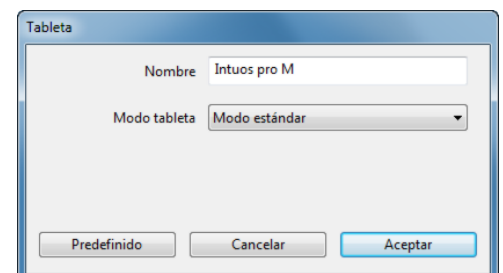 Tableta
Nombre Intuos pro M
Modo tableta Modo estándar
Predefinido Cancelar Aceptar